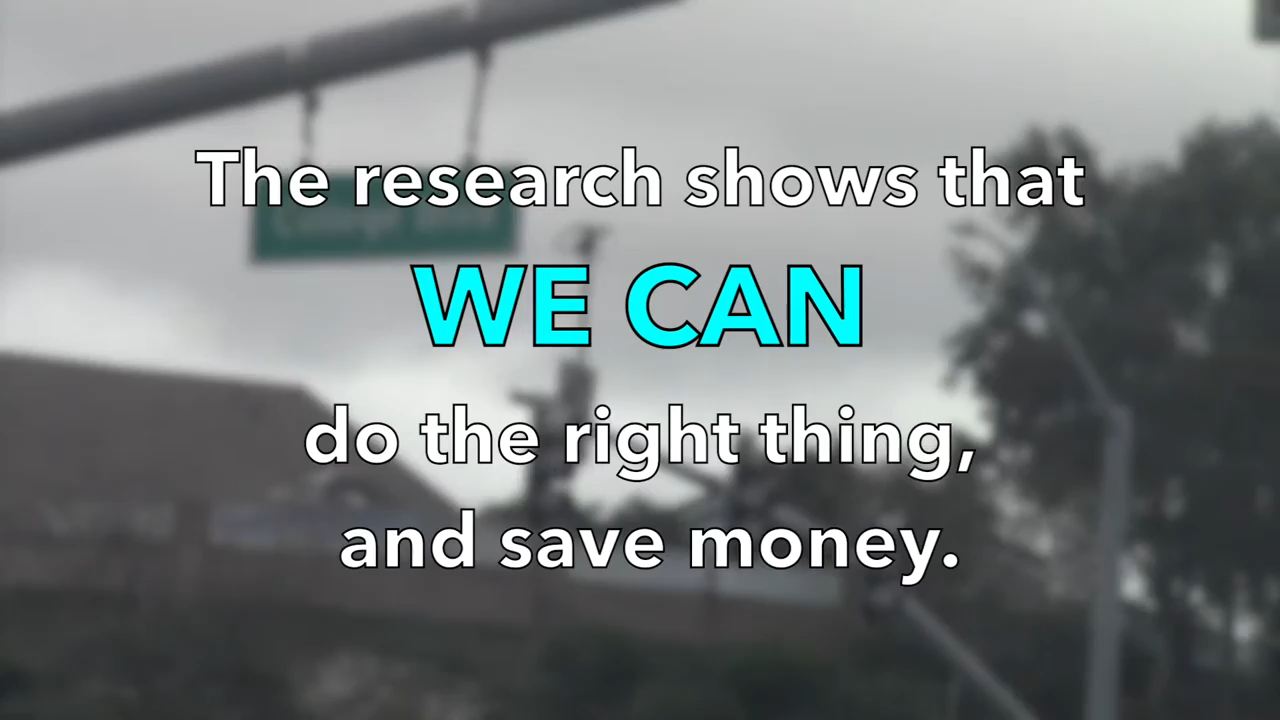 The research shows that
WE CAN
do the right thing,
and save money.